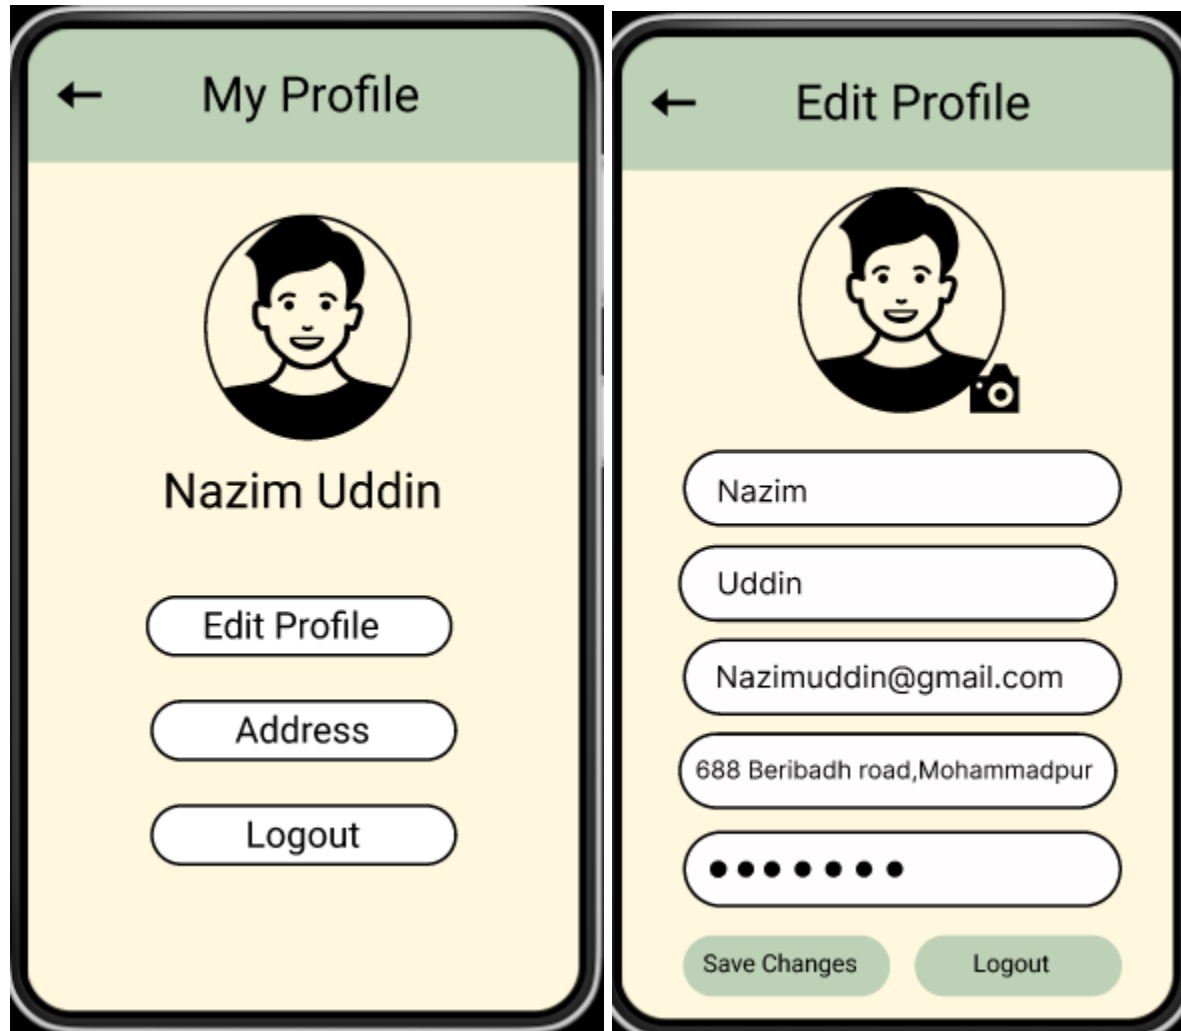 My Profile
Nazim Uddin
Edit Profile
Address
Logout
Edit Profile
Nazim
Uddin
Nazimuddin@gmail.com
688 Beribadh road,Mohammadpur
Save Changes
Logout